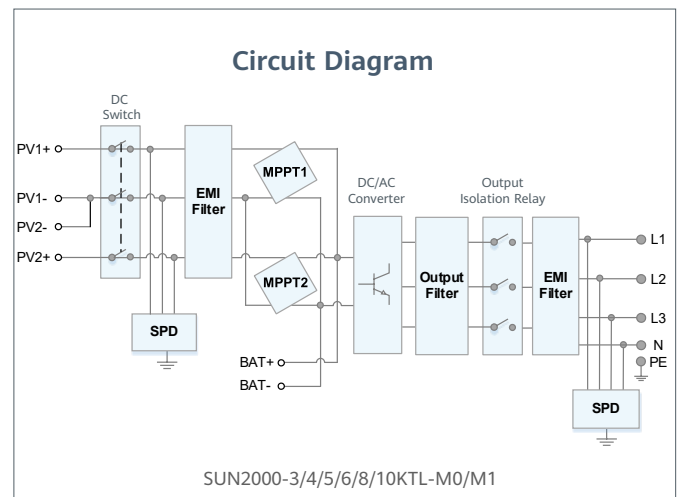 Circuit Diagram
DC
Switch
PV1+
PV1-
PV2-
PV2+
EMI
Filter
MPPT1
MPPT2
SPD
BAT+
BAT-
DC/AC
Converter
Output
Filter
Output
Isolation Relay
EMI
Filter
L1
L2
L3
N
PE
SPD
SUN2000-3/4/5/6/8/10KTL-M0/M1